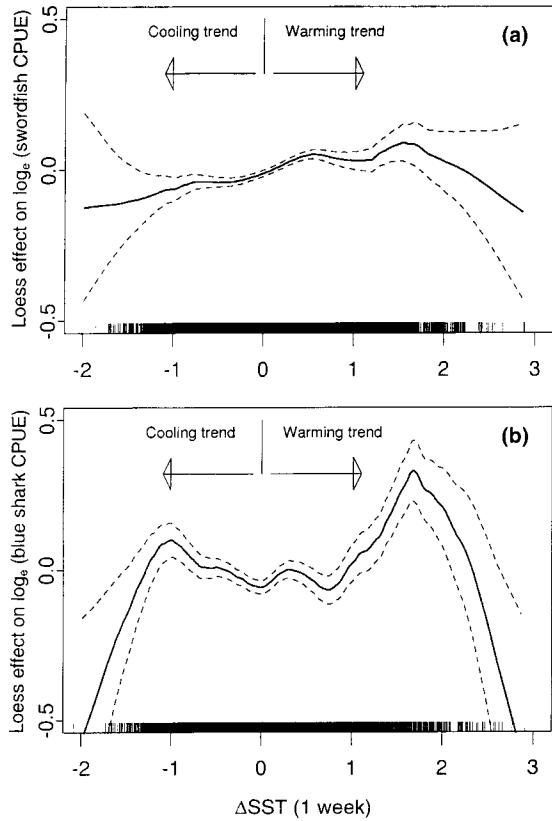 (a)
Cooling trend Warming trend
Loess effect on logₑ (swordfish CPUE)
0.5
0.0
-0.5
-2 -1 0 1 2 3
(b)
Cooling trend Warming trend
Loess effect on logₑ (blue shark CPUE)
0.5
0.0
-0.5
-2 -1 0 1 2 3
ΔSST (1 week)